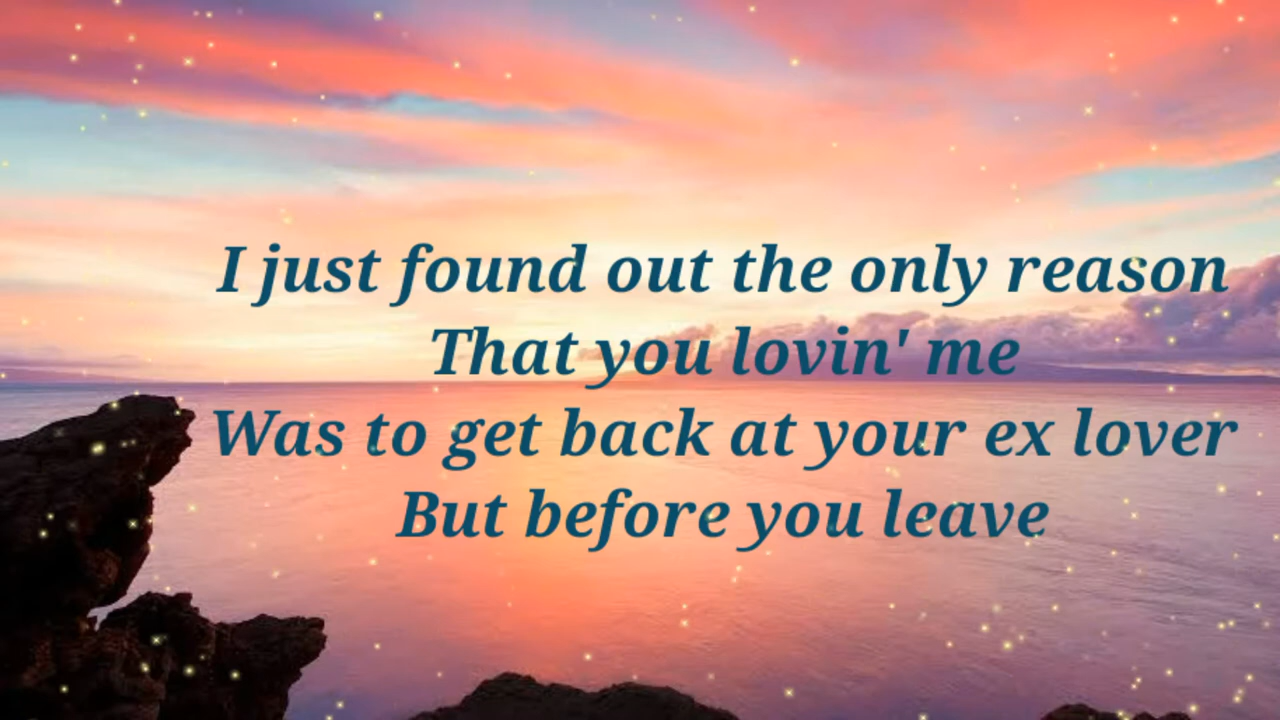 I just found out the only reason
That you lovin' me
Was to get back at your ex lover
But before you leave